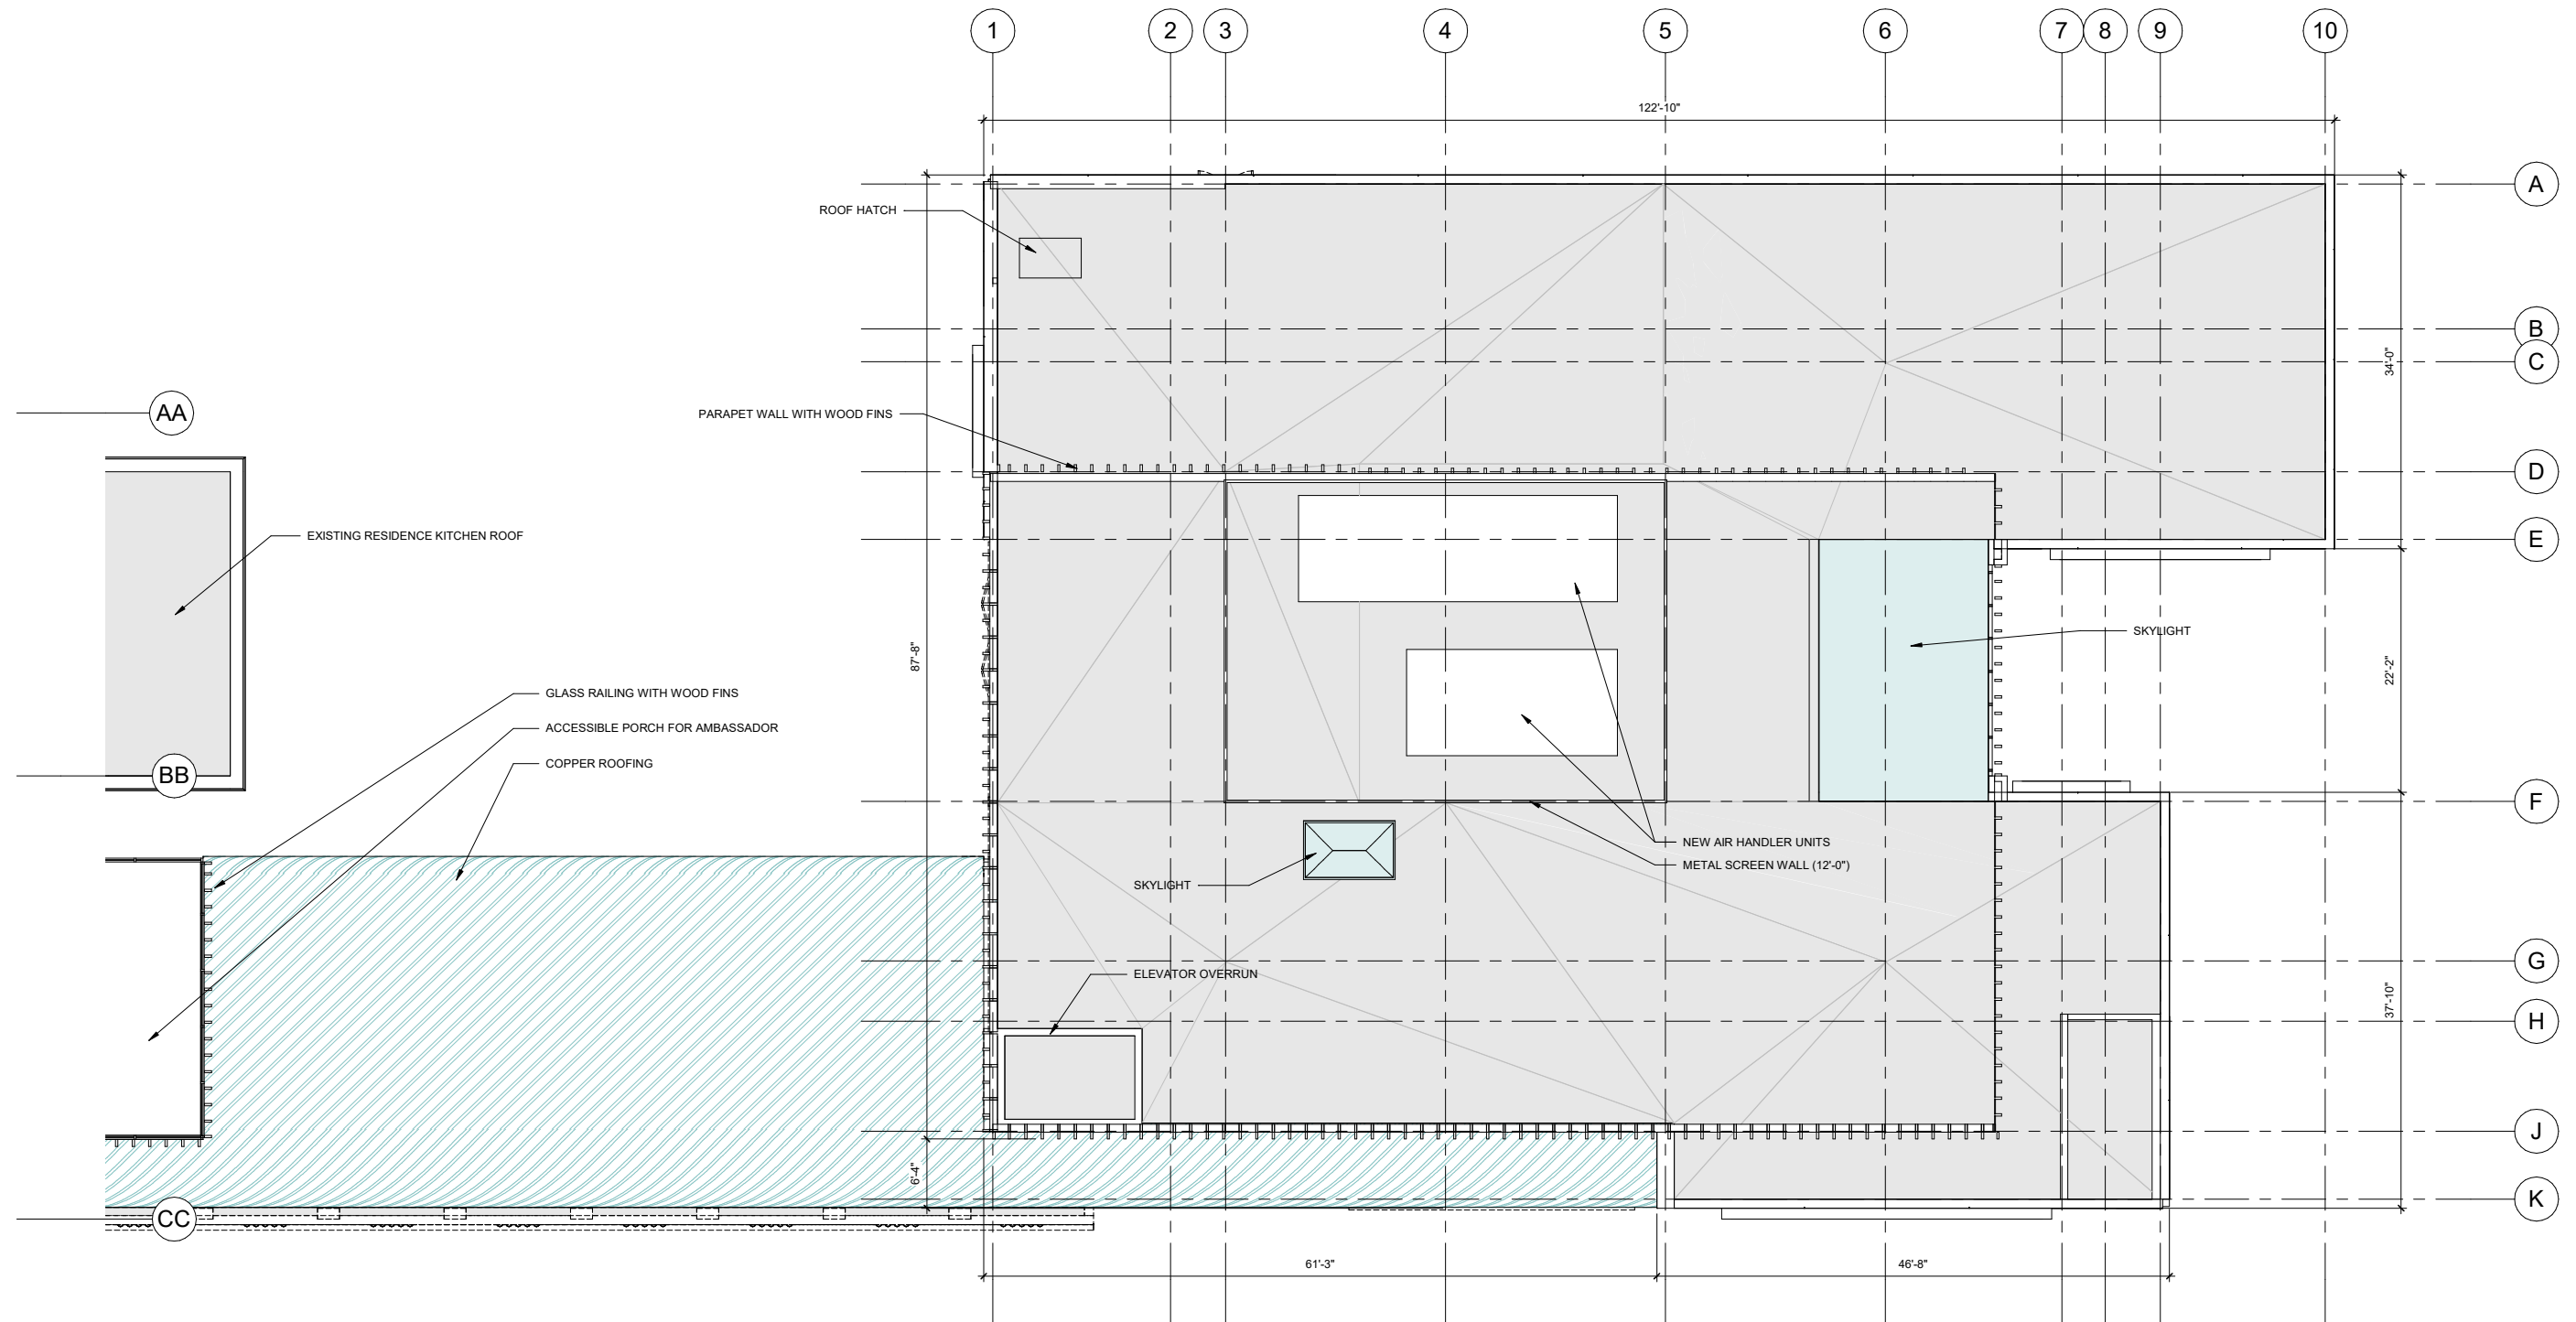 1 2 3 4 5 6 7 8 9 10
122'-10"
A
ROOF HATCH
B
34'-0"
C
AA
PARAPET WALL WITH WOOD FINS
D
EXISTING RESIDENCE KITCHEN ROOF
E
SKYLIGHT
87'-8"
22'-2"
GLASS RAILING WITH WOOD FINS
ACCESSIBLE PORCH FOR AMBASSADOR
COPPER ROOFING
BB
F
NEW AIR HANDLER UNITS
METAL SCREEN WALL (12'-0")
SKYLIGHT
G
ELEVATOR OVERRUN
37'-10"
H
J
6'-4"
K
CC
61'-3"
46'-8"